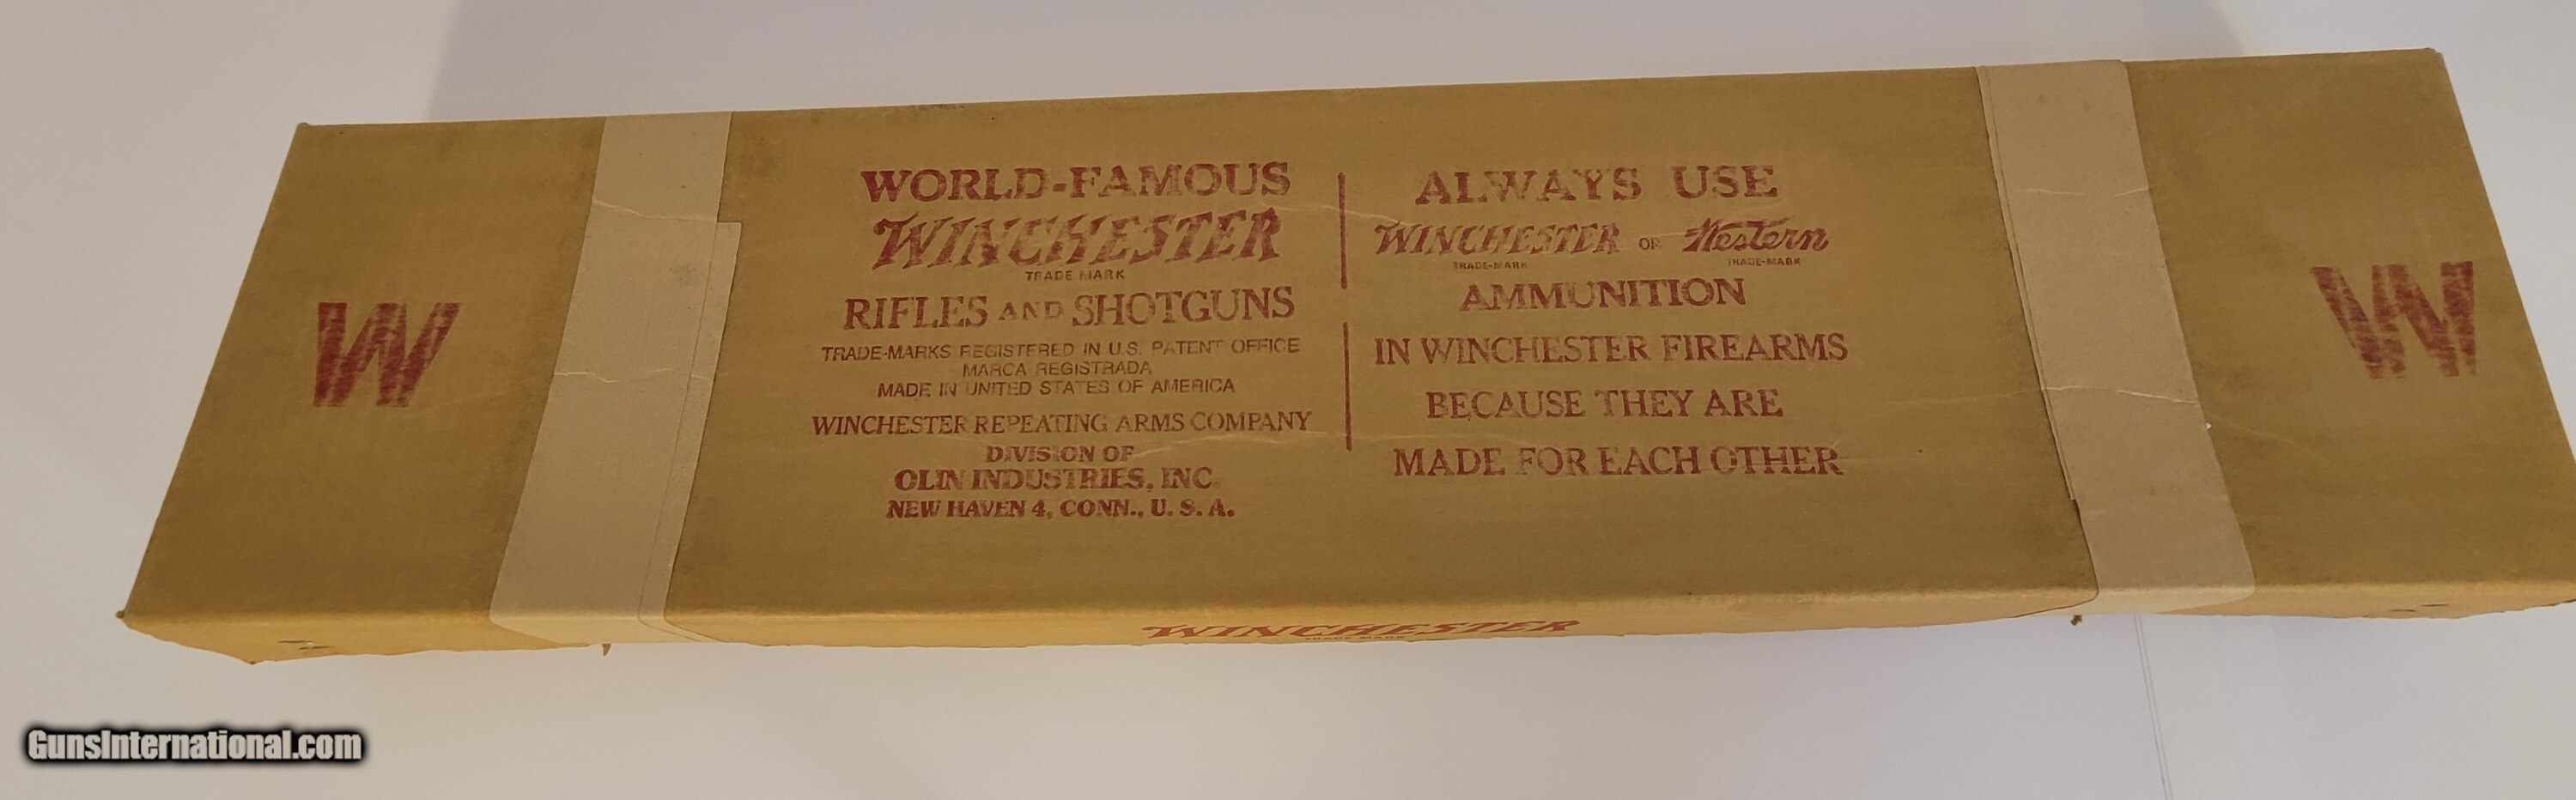 WORLD-FAMOUS
WINCHESTER
TRADE MARK
RIFLES AND SHOTGUNS
TRADE-MARKS REGISTERED IN U.S. PATENT OFFICE
MARCA REGISTRADA
MADE IN UNITED STATES OF AMERICA
WINCHESTER REPEATING ARMS COMPANY
DIVISION OF
OLIN INDUSTRIES, INC.
NEW HAVEN 4, CONN., U. S. A.
ALWAYS USE
WINCHESTER OR Western
TRADE-MARK TRADE-MARK
AMMUNITION
IN WINCHESTER FIREARMS
BECAUSE THEY ARE
MADE FOR EACH OTHER
W
W
WINCHESTER
TRADE MARK
GunsInternational.com